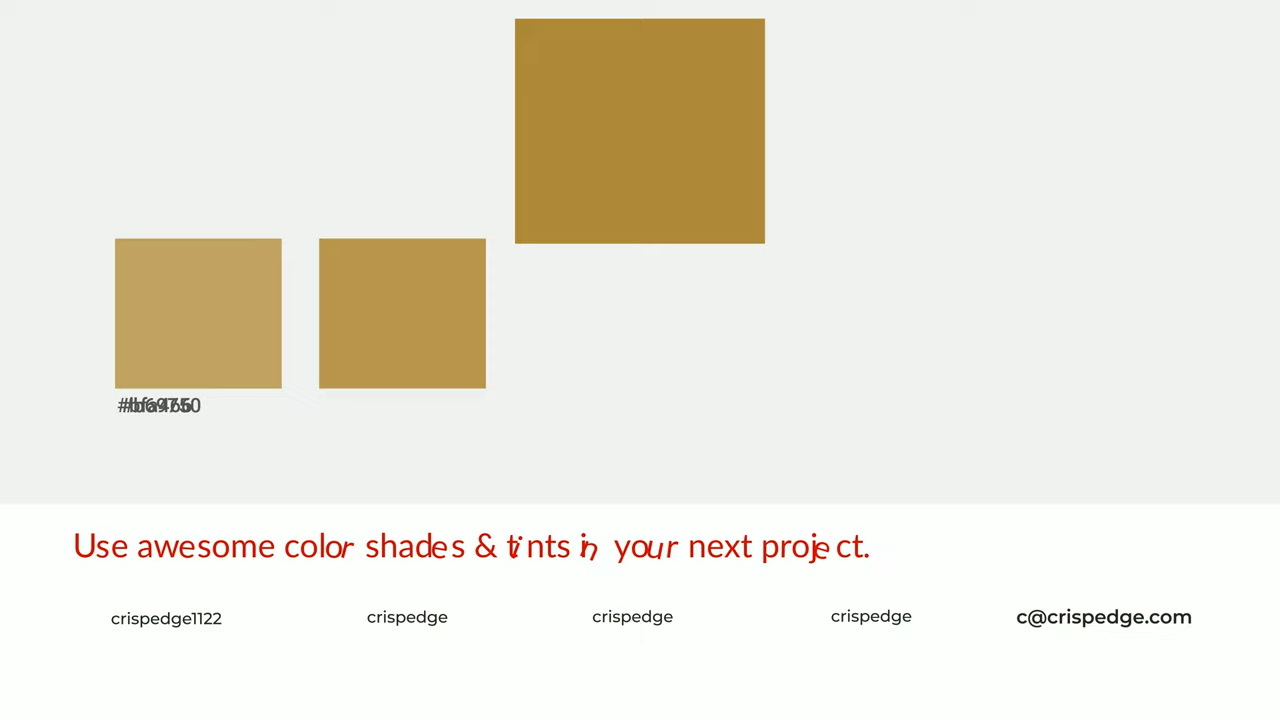 Use awesome color shades & tints in your next project.
crispedge1122 crispedge crispedge crispedge c@crispedge.com